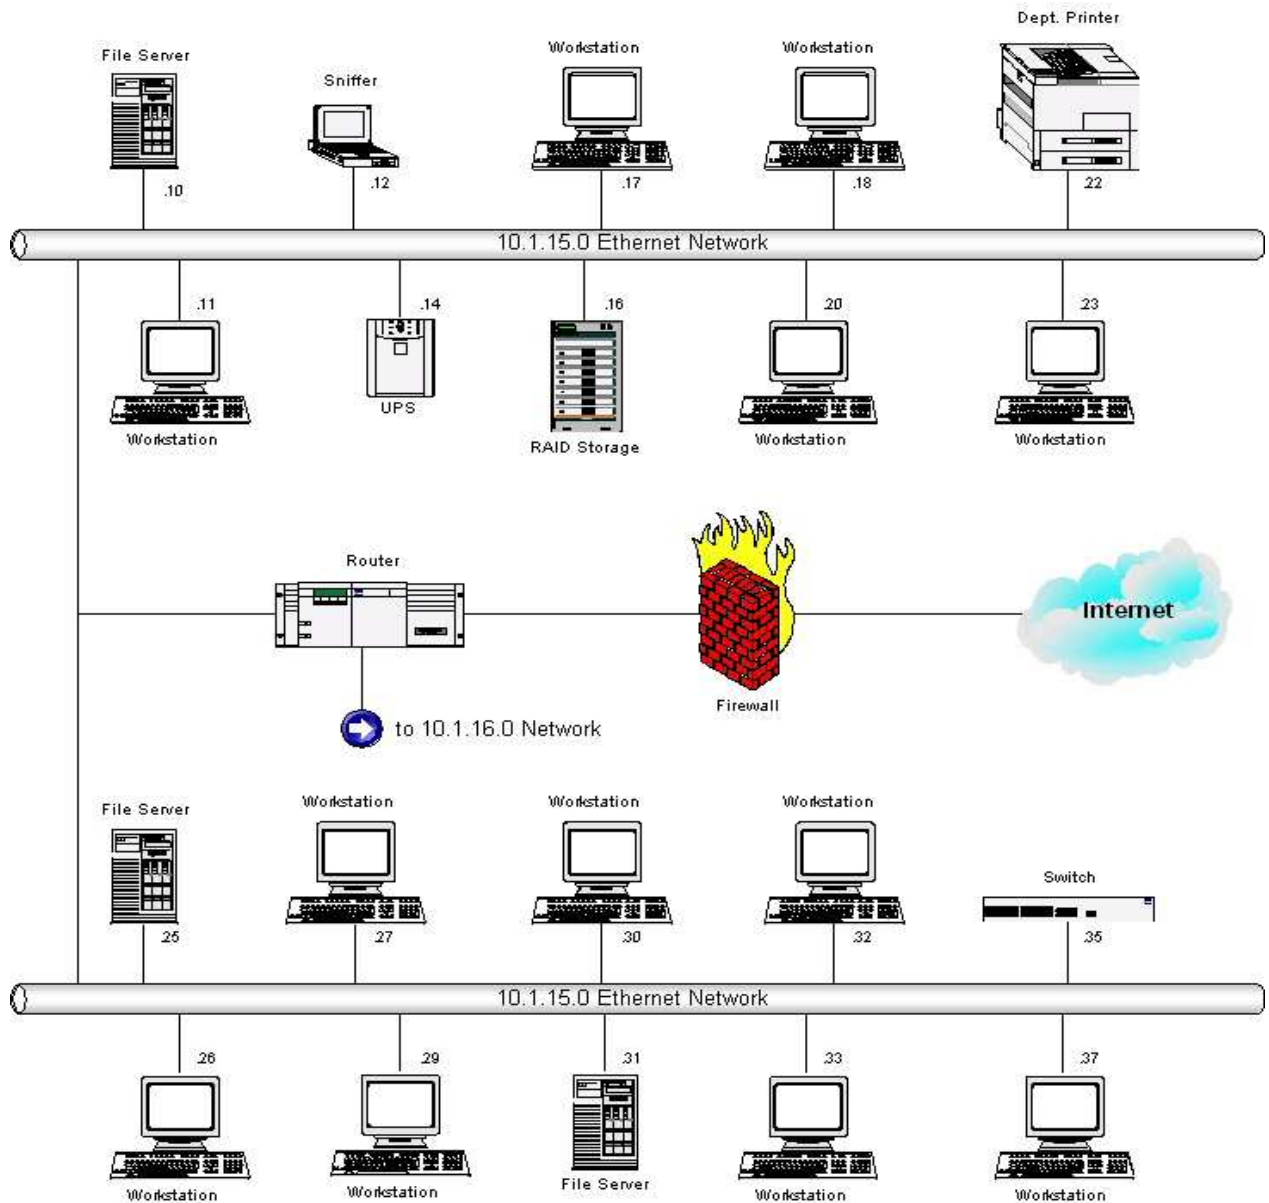 Dept. Printer
File Server
Workstation
Workstation
Sniffer
.10
.12
.17
.18
.22
10.1.15.0 Ethernet Network
.11
.14
.16
.20
.23
Workstation
UPS
RAID Storage
Workstation
Workstation
Router
Internet
Firewall
to 10.1.16.0 Network
File Server
Workstation
Workstation
Workstation
Switch
.25
.27
.30
.32
.35
10.1.15.0 Ethernet Network
.26
.29
.31
.33
.37
Workstation
Workstation
File Server
Workstation
Workstation